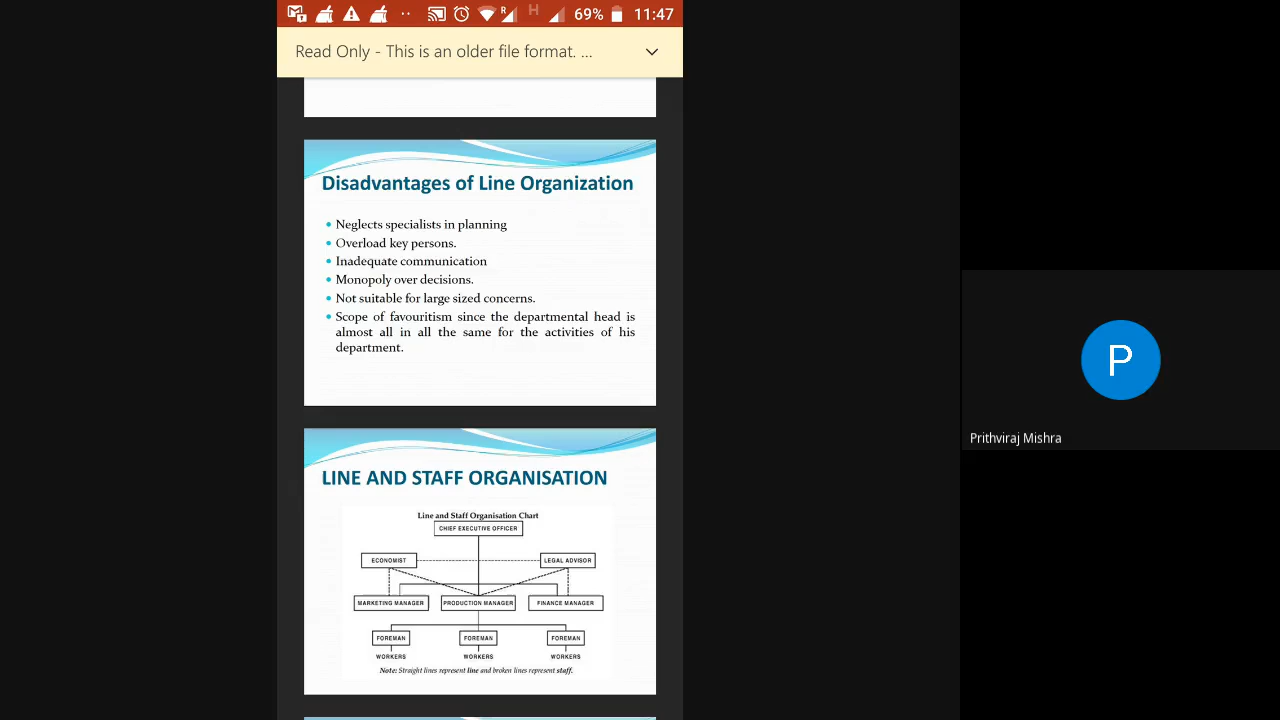 R H 69% 11:47
Read Only - This is an older file format. ...
Disadvantages of Line Organization
• Neglects specialists in planning
• Overload key persons.
• Inadequate communication
• Monopoly over decisions.
• Not suitable for large sized concerns.
• Scope of favouritism since the departmental head is
almost all in all the same for the activities of his
department.
P
Prithviraj Mishra
LINE AND STAFF ORGANISATION
Line and Staff Organisation Chart
CHIEF EXECUTIVE OFFICER
ECONOMIST LEGAL ADVISOR
MARKETING MANAGER PRODUCTION MANAGER FINANCE MANAGER
FOREMAN FOREMAN FOREMAN
WORKERS WORKERS WORKERS
Note: Straight lines represent line and broken lines represent staff.